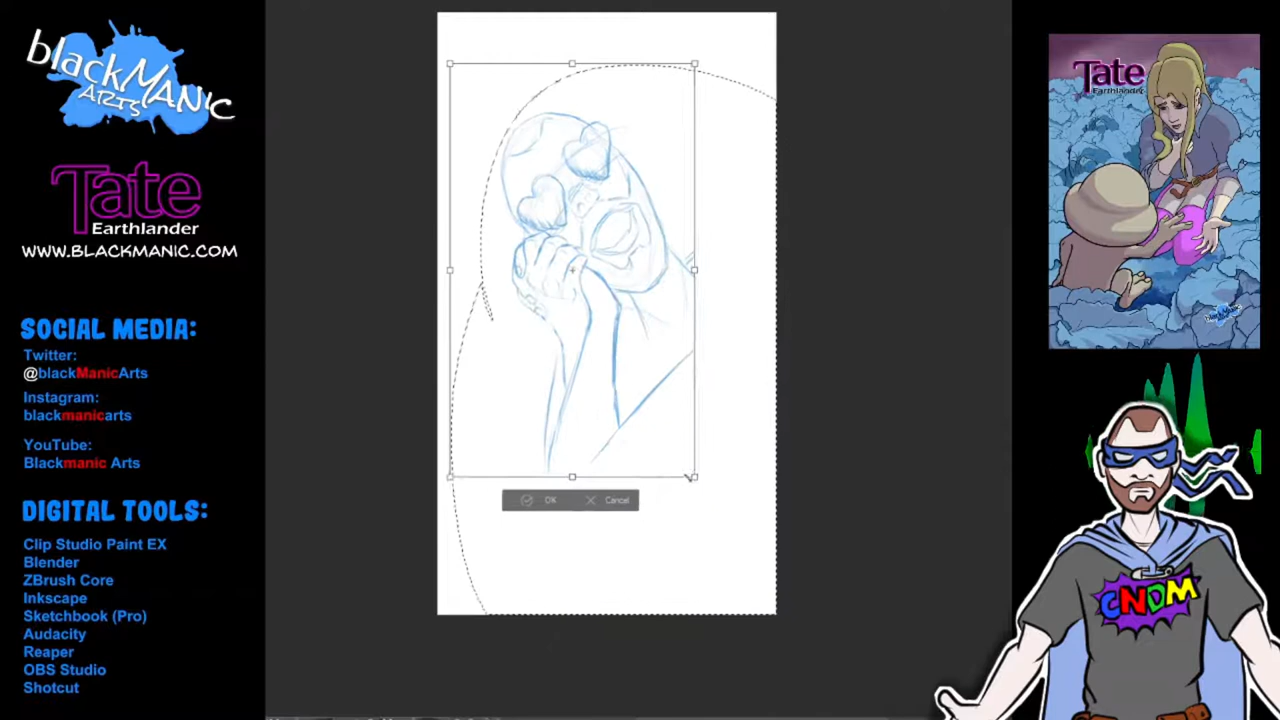 blackMANIC
ARTS
Tate
Earthlander
WWW.BLACKMANIC.COM
SOCIAL MEDIA:
Twitter:
@blackManicArts
Instagram:
blackmanicarts
YouTube:
Blackmanic Arts
DIGITAL TOOLS:
Clip Studio Paint EX
Blender
ZBrush Core
Inkscape
Sketchbook (Pro)
Audacity
Reaper
OBS Studio
Shotcut
OK Cancel
Tate
Earthlander
CNDM